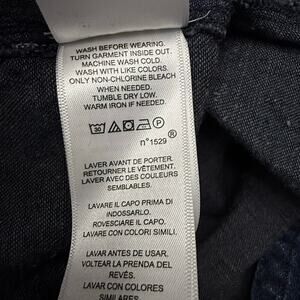 WASH BEFORE WEARING.
TURN GARMENT INSIDE OUT.
MACHINE WASH COLD.
WASH WITH LIKE COLORS.
ONLY NON-CHLORINE BLEACH
WHEN NEEDED.
TUMBLE DRY LOW.
WARM IRON IF NEEDED.
30 P
n°1529 ®
LAVER AVANT DE PORTER.
RETOURNER LE VÊTEMENT.
LAVER AVEC DES COULEURS
SEMBLABLES.
LAVARE IL CAPO PRIMA DI
INDOSSARLO.
ROVESCIARE IL CAPO.
LAVARE CON COLORI SIMILI.
LAVAR ANTES DE USAR.
VOLTEAR LA PRENDA DEL
REVÉS.
LAVAR CON COLORES
SIMILARES